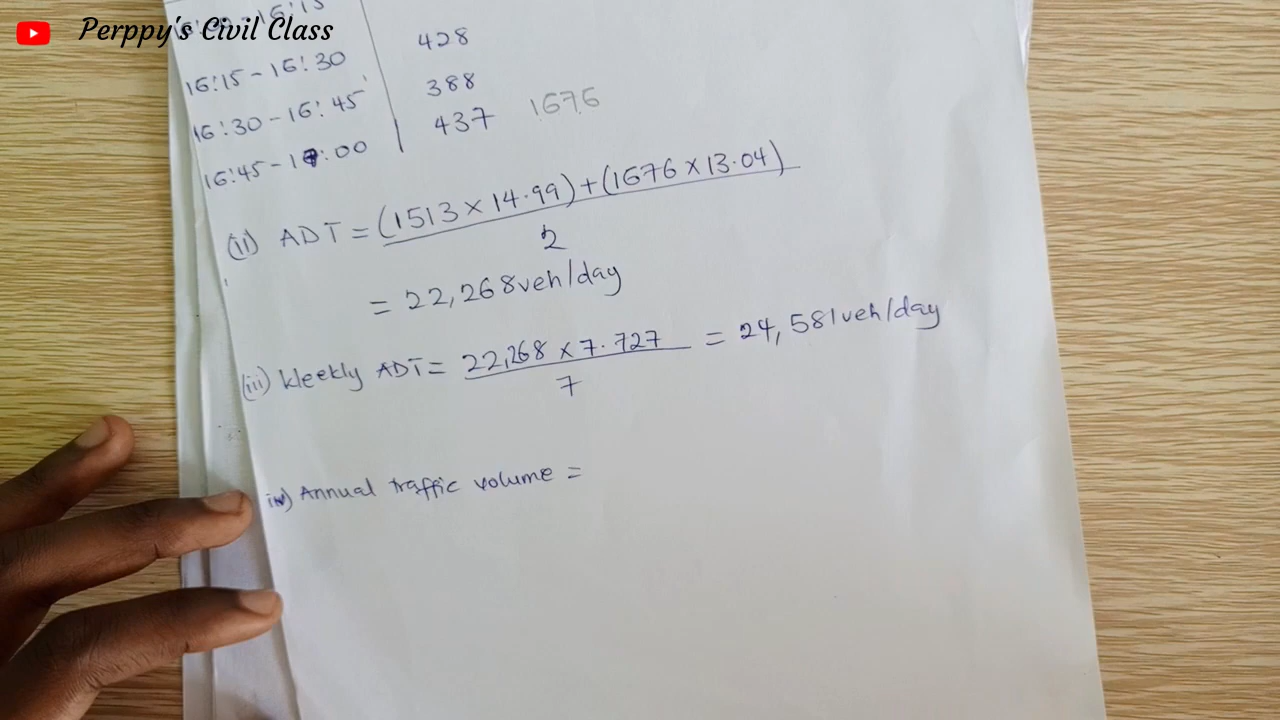 Perppy's Civil Class
16:15 - 16:30 428
16:30 - 16:45 388
16:45 - 17:00 437 1676
(ii) ADT = (1513 × 14.99) + (1676 × 13.04)
2
= 22,268 veh/day
(iii) Weekly ADT = 22,268 × 7.727 = 24,581 veh/day
7
iv) Annual traffic volume =